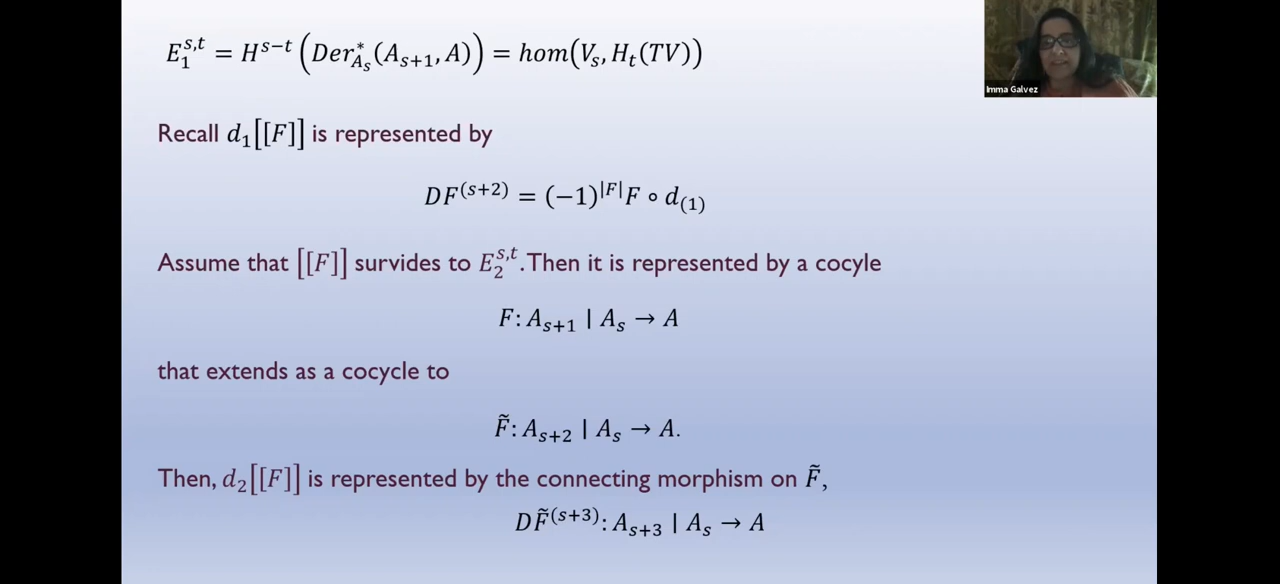 E_1^{s,t} = H^{s-t}(Der^*_{A_s}(A_{s+1}, A)) = hom(V_s, H_t(TV))
Imma Galvez
Recall d_1[[F]] is represented by
DF^{(s+2)} = (-1)^{|F|}F ∘ d_{(1)}
Assume that [[F]] survides to E_2^{s,t}.Then it is represented by a cocyle
F: A_{s+1} | A_s → A
that extends as a cocycle to
F̃: A_{s+2} | A_s → A.
Then, d_2[[F]] is represented by the connecting morphism on F̃,
DF̃^{(s+3)}: A_{s+3} | A_s → A